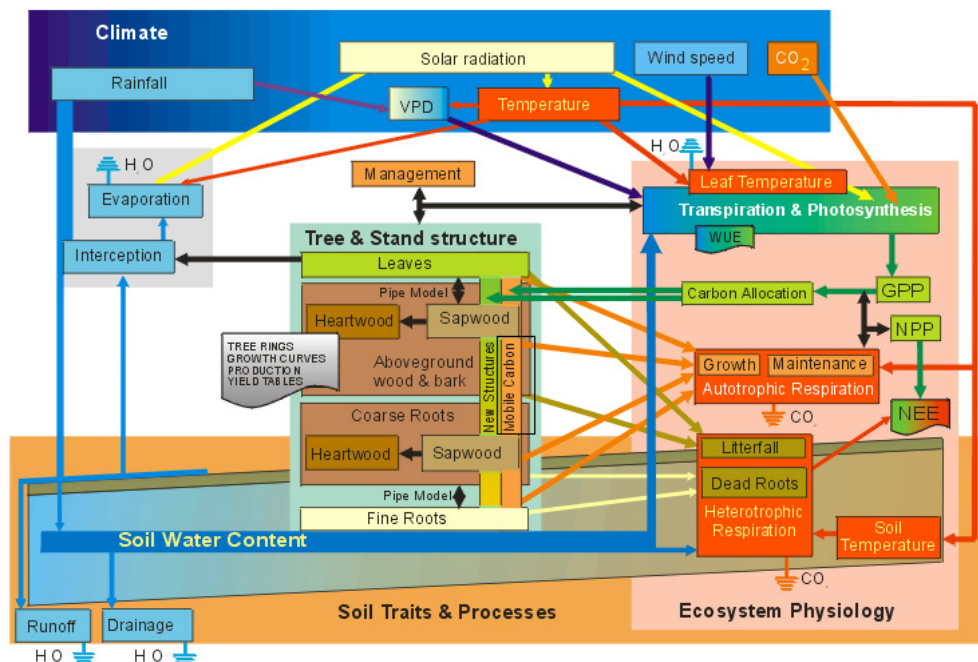 Climate
Solar radiation
Wind speed
CO2
Rainfall
VPD
Temperature
H2O
H2O
Evaporation
Management
Leaf Temperature
Transpiration & Photosynthesis
WUE
Interception
Tree & Stand structure
Leaves
Pipe Model
Carbon Allocation
GPP
Heartwood
Sapwood
NPP
TREE RINGS
GROWTH CURVES
PRODUCTION
YIELD TABLES
Aboveground
wood & bark
New Structures
Mobile Carbon
Growth
Maintenance
Autotrophic Respiration
Coarse Roots
CO2
NEE
Heartwood
Sapwood
Litterfall
Dead Roots
Pipe Model
Heterotrophic
Respiration
Fine Roots
Soil Water Content
Soil
Temperature
CO2
Soil Traits & Processes
Ecosystem Physiology
Runoff
Drainage
H2O
H2O